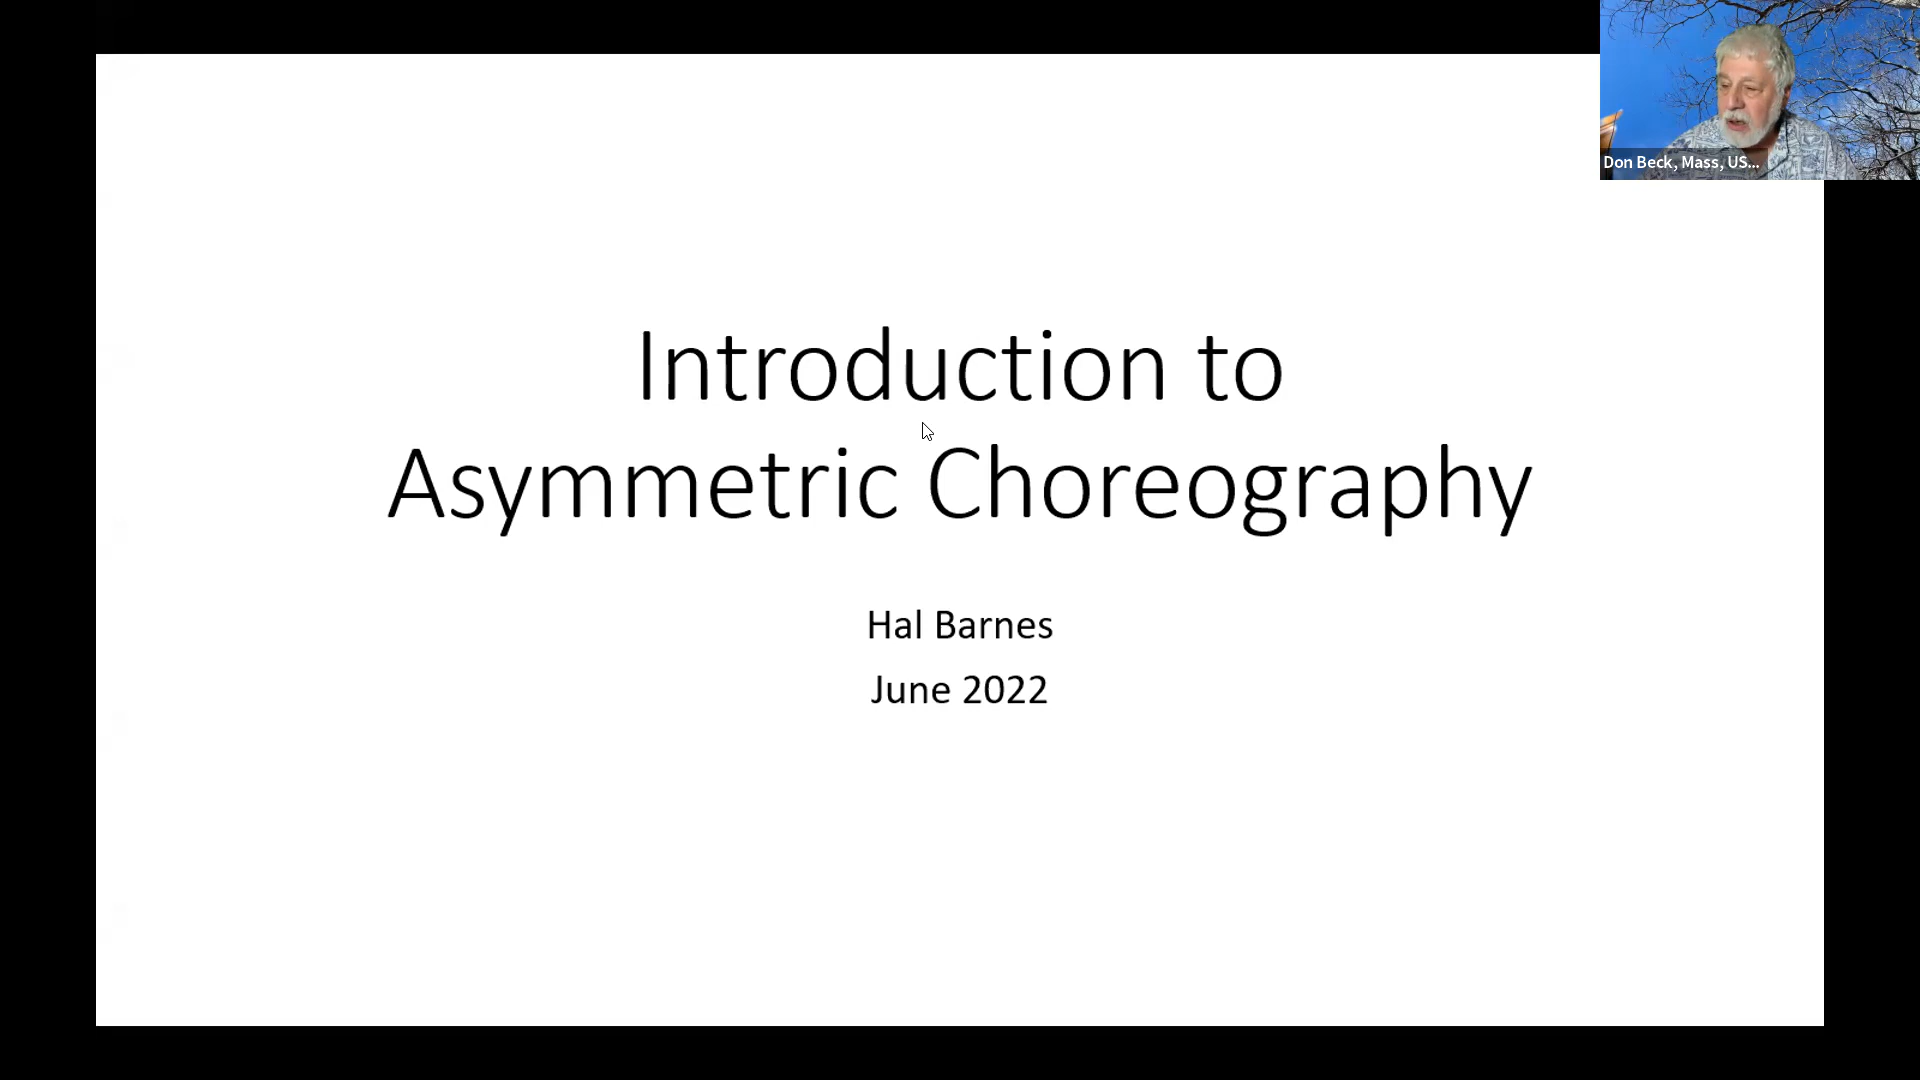 Don Beck, Mass, US...
Introduction to
Asymmetric Choreography
Hal Barnes
June 2022